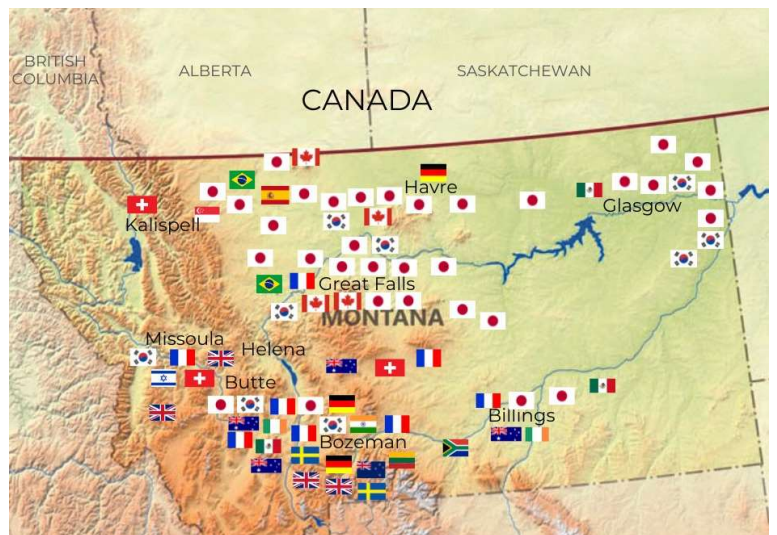 BRITISH
COLUMBIA
ALBERTA
SASKATCHEWAN
CANADA
Havre
Glasgow
Kalispell
Great Falls
MONTANA
Missoula
Helena
Butte
Billings
Bozeman